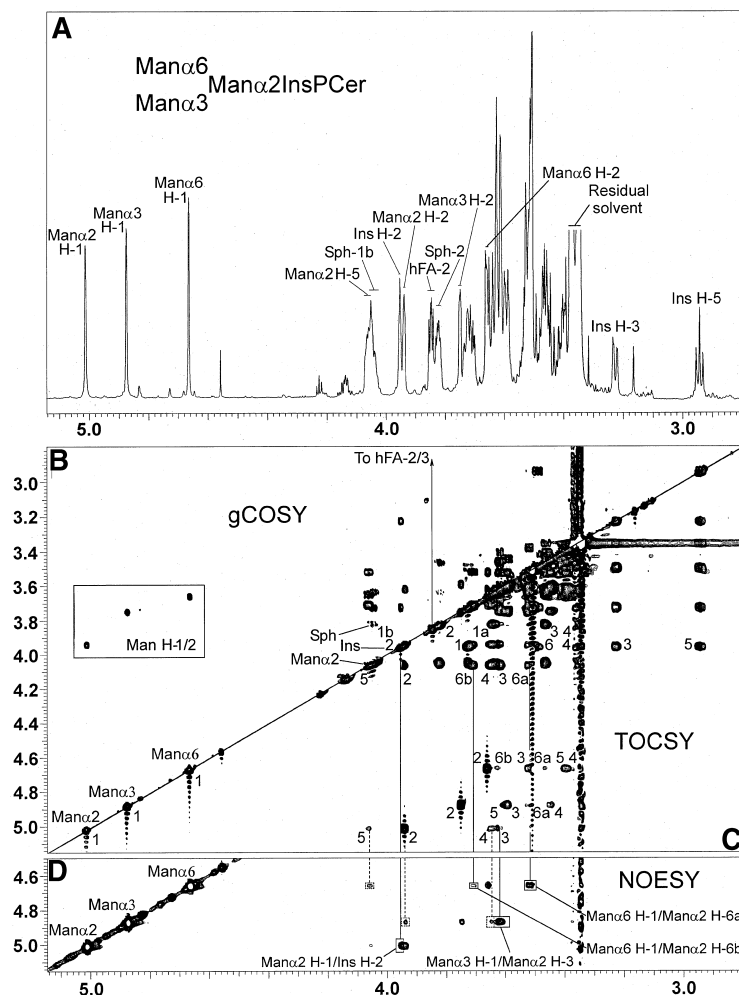 A
Manα6
Manα2InsPCer
Manα3
Manα6
H-1
Manα3
H-1
Manα2
H-1
Manα6 H-2
Residual
solvent
Manα3 H-2
Manα2 H-2
Ins H-2
Sph-1b
Sph-2
hFA-2
Manα2 H-5
Ins H-3
Ins H-5
5.0 4.0 3.0
B
To hFA-2/3
gCOSY
3.0
3.2
3.4
3.6
3.8
4.0
4.2
4.4
4.6
4.8
5.0
Man H-1/2
Sph 1b 2 1a 3 4
Ins 2 1 6 4 3 5
Manα2 5 2 6b 4 3 6a
TOCSY
Manα6 1 2 6b 3 6a 5 4
Manα3 1 2 5 3 6a 4
Manα2 1 5 2 4 3
C
D
NOESY
4.6
4.8
5.0
Manα6
Manα3
Manα2
Manα6 H-1/Manα2 H-6a
Manα6 H-1/Manα2 H-6b
Manα2 H-1/Ins H-2
Manα3 H-1/Manα2 H-3
5.0 4.0 3.0